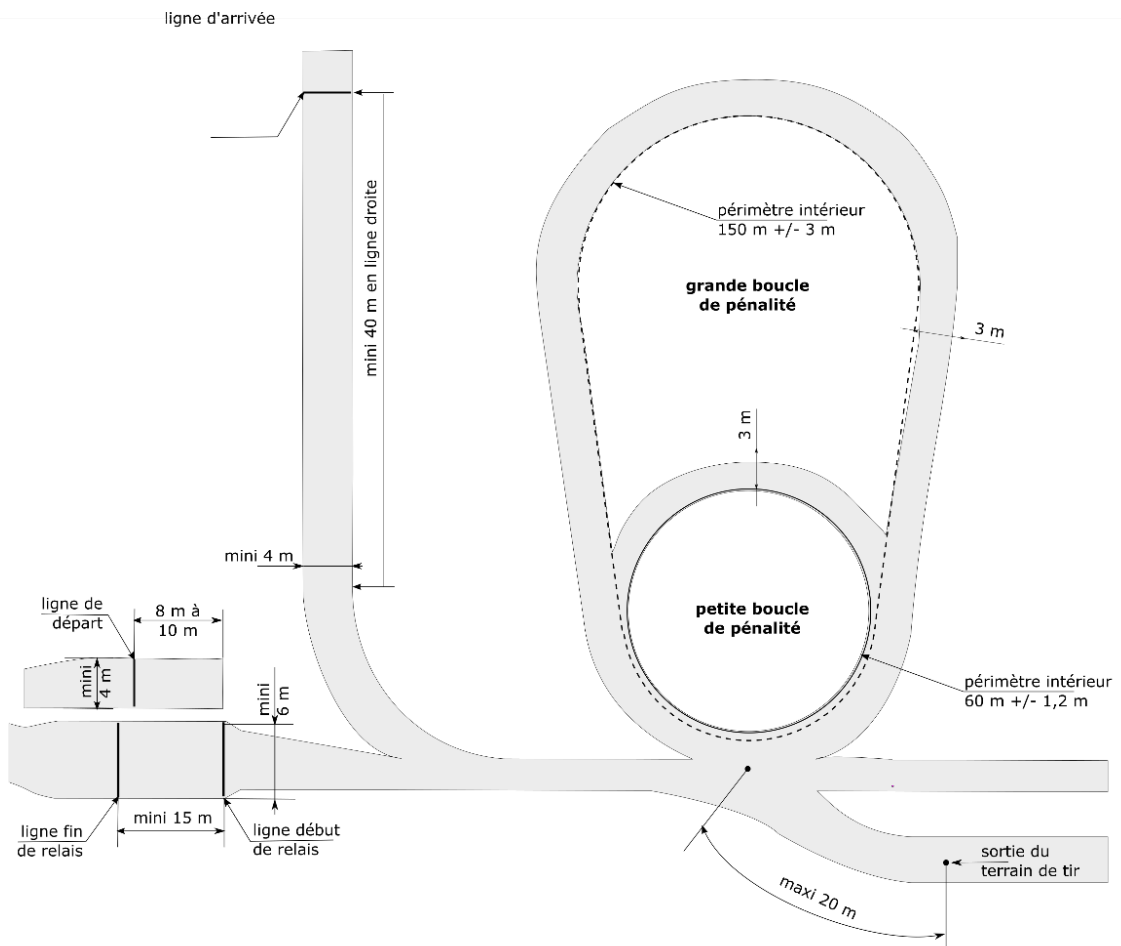 ligne d'arrivée
mini 40 m en ligne droite
périmètre intérieur
150 m +/- 3 m
grande boucle
de pénalité
3 m
3 m
mini 4 m
ligne de
départ
8 m à
10 m
mini
4 m
petite boucle
de pénalité
périmètre intérieur
60 m +/- 1,2 m
mini
6 m
mini 15 m
ligne fin
de relais
ligne début
de relais
sortie du
terrain de tir
maxi 20 m